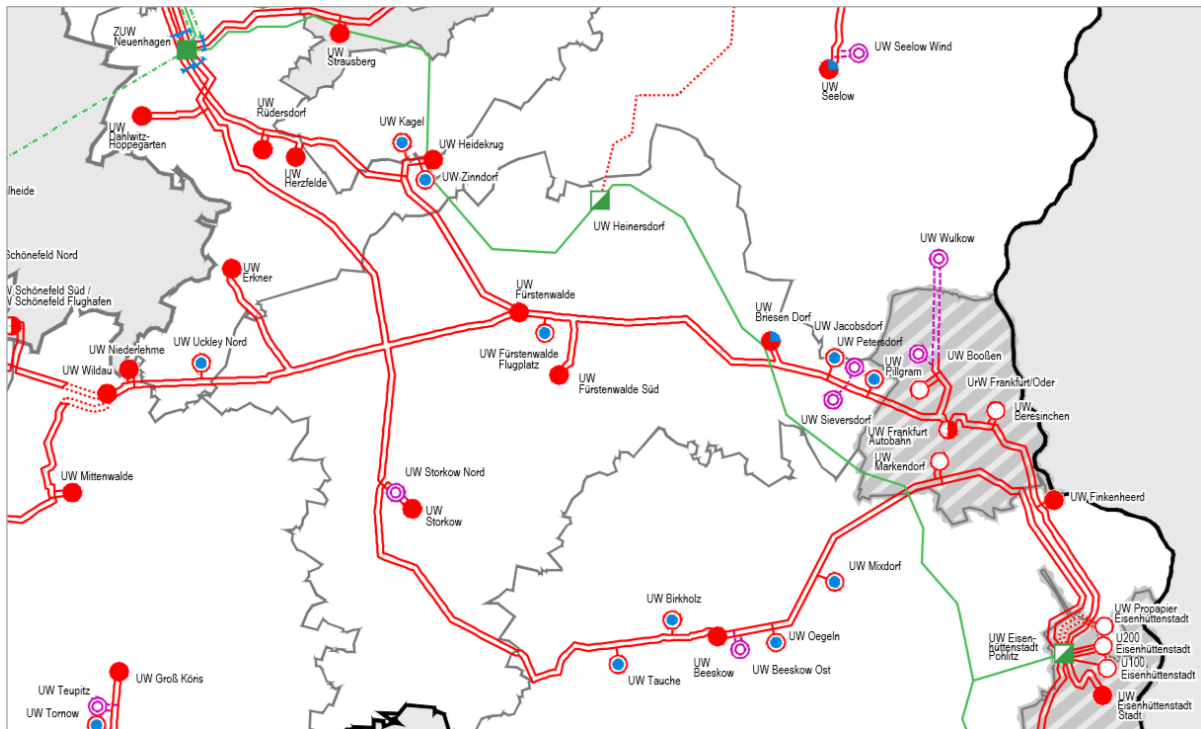 ZUW
Neuenhagen
UW
Strausberg
UW Seelow Wind
UW
Seelow
UW
Rüdersdorf
UW
Dahlwitz-
Hoppegarten
UW Kagel
UW Heidekrug
UW
Herzfelde
UW Zinndorf
UW Heinersdorf
lheide
Schönefeld Nord
UW Wulkow
UW
Erkner
W Schönefeld Süd /
W Schönefeld Flughafen
UW
Fürstenwalde
UW
Briesen Dorf
UW Jacobsdorf
UW Petersdorf
UW Niederlehme
UW Uckley Nord
UW Wildau
UW Fürstenwalde
Flugplatz
UW
Pillgram
UW Booßen
UW
Fürstenwalde Süd
UrW Frankfurt/Oder
UW
Beresinchen
UW Sieversdorf
UW Frankfurt
Autobahn
UW
Markendorf
UW Mittenwalde
UW Storkow Nord
UW
Storkow
UW Finkenheerd
UW Mixdorf
UW Birkholz
UW Propapier
Eisenhüttenstadt
UW Eisen-
hüttenstadt
Pohlitz
U200
Eisenhüttenstadt
UW Oegeln
UW
Beeskow
UW Beeskow Ost
UW Tauche
U100
Eisenhüttenstadt
UW Groß Köris
UW Teupitz
UW Tornow
UW
Eisenhüttenstadt
Stadt